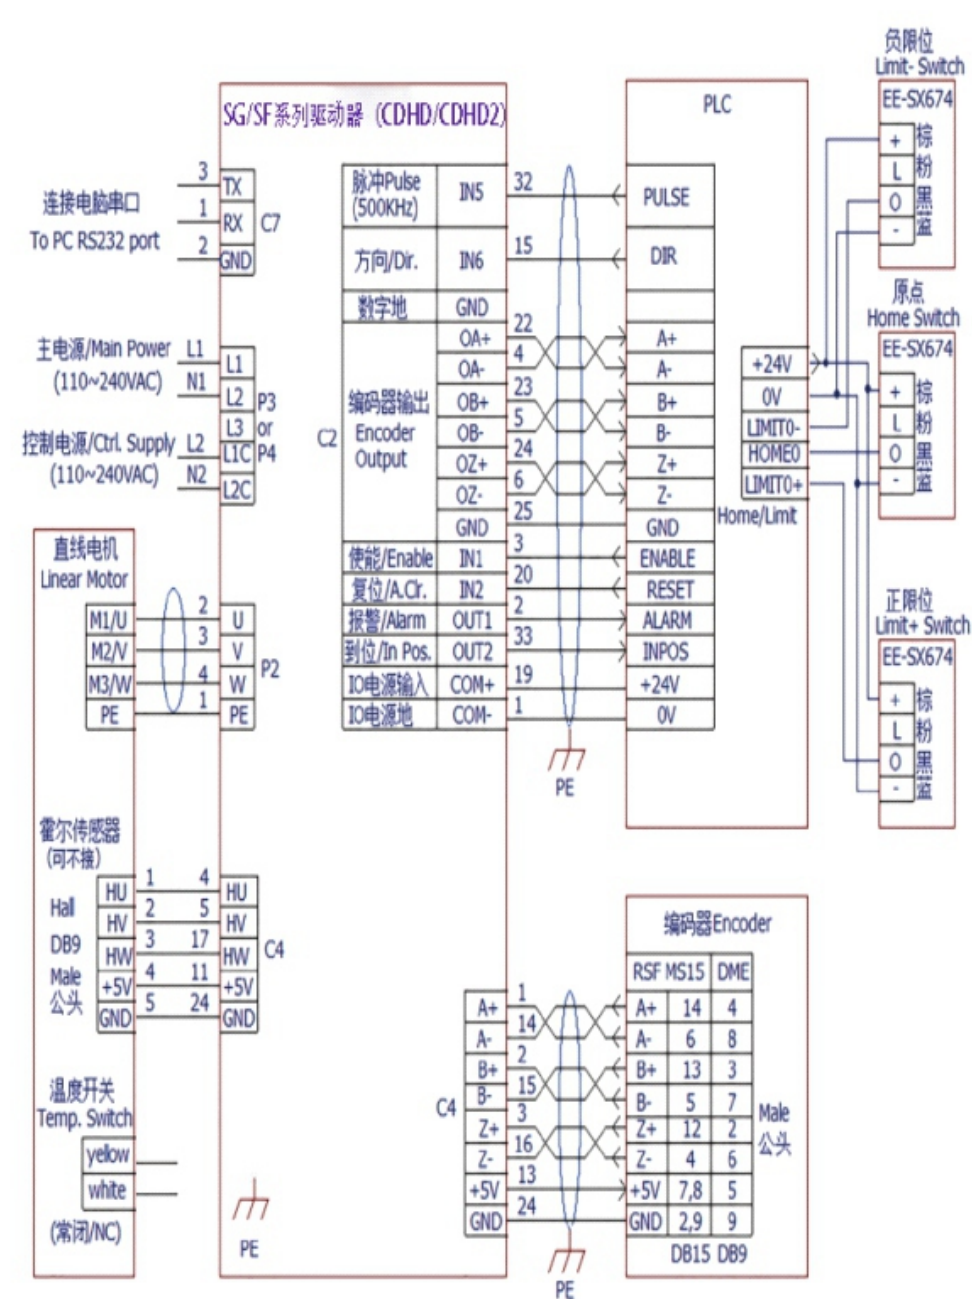 负限位
Limit- Switch
EE-SX674
+ 棕
L 粉
O 黑
- 蓝
SG/SF系列驱动器 (CDHD/CDHD2)
PLC
3 TX
连接电脑串口
1 RX C7
To PC RS232 port
2 GND
脉冲Pulse
(500KHz)
IN5 32 PULSE
方向/Dir. IN6 15 DIR
数字地 GND
编码器输出
Encoder
Output
C2
OA+ 22 A+
OA- 4 A-
OB+ 23 B+
OB- 5 B-
OZ+ 24 Z+
OZ- 6 Z-
GND 25 GND
使能/Enable IN1 3 ENABLE
复位/A.Clr. IN2 20 RESET
报警/Alarm OUT1 2 ALARM
到位/In Pos. OUT2 33 INPOS
IO电源输入 COM+ 19 +24V
IO电源地 COM- 1 0V
PE
主电源/Main Power L1 L1
(110~240VAC) N1 L2 P3
L3 or
控制电源/Ctrl. Supply L2 L1C P4
(110~240VAC) N2 L2C
+24V
0V
LIMIT0-
HOME0
LIMIT0+
Home/Limit
原点
Home Switch
EE-SX674
+ 棕
L 粉
O 黑
- 蓝
正限位
Limit+ Switch
EE-SX674
+ 棕
L 粉
O 黑
- 蓝
直线电机
Linear Motor
M1/U 2 U
M2/V 3 V
P2
M3/W 4 W
PE 1 PE
霍尔传感器
(可不接)
Hall
DB9
Male
公头
HU 1 4 HU
HV 2 5 HV
HW 3 17 HW
C4
+5V 4 11 +5V
GND 5 24 GND
温度开关
Temp. Switch
yellow
white
(常闭/NC)
PE
编码器Encoder
RSF MS15 DME
C4
A+ 1 A+ 14 4
A- 14 A- 6 8
B+ 2 B+ 13 3
B- 15 B- 5 7
Z+ 3 Z+ 12 2
Z- 16 Z- 4 6
+5V 13 +5V 7,8 5
GND 24 GND 2,9 9
Male
公头
DB15 DB9
PE